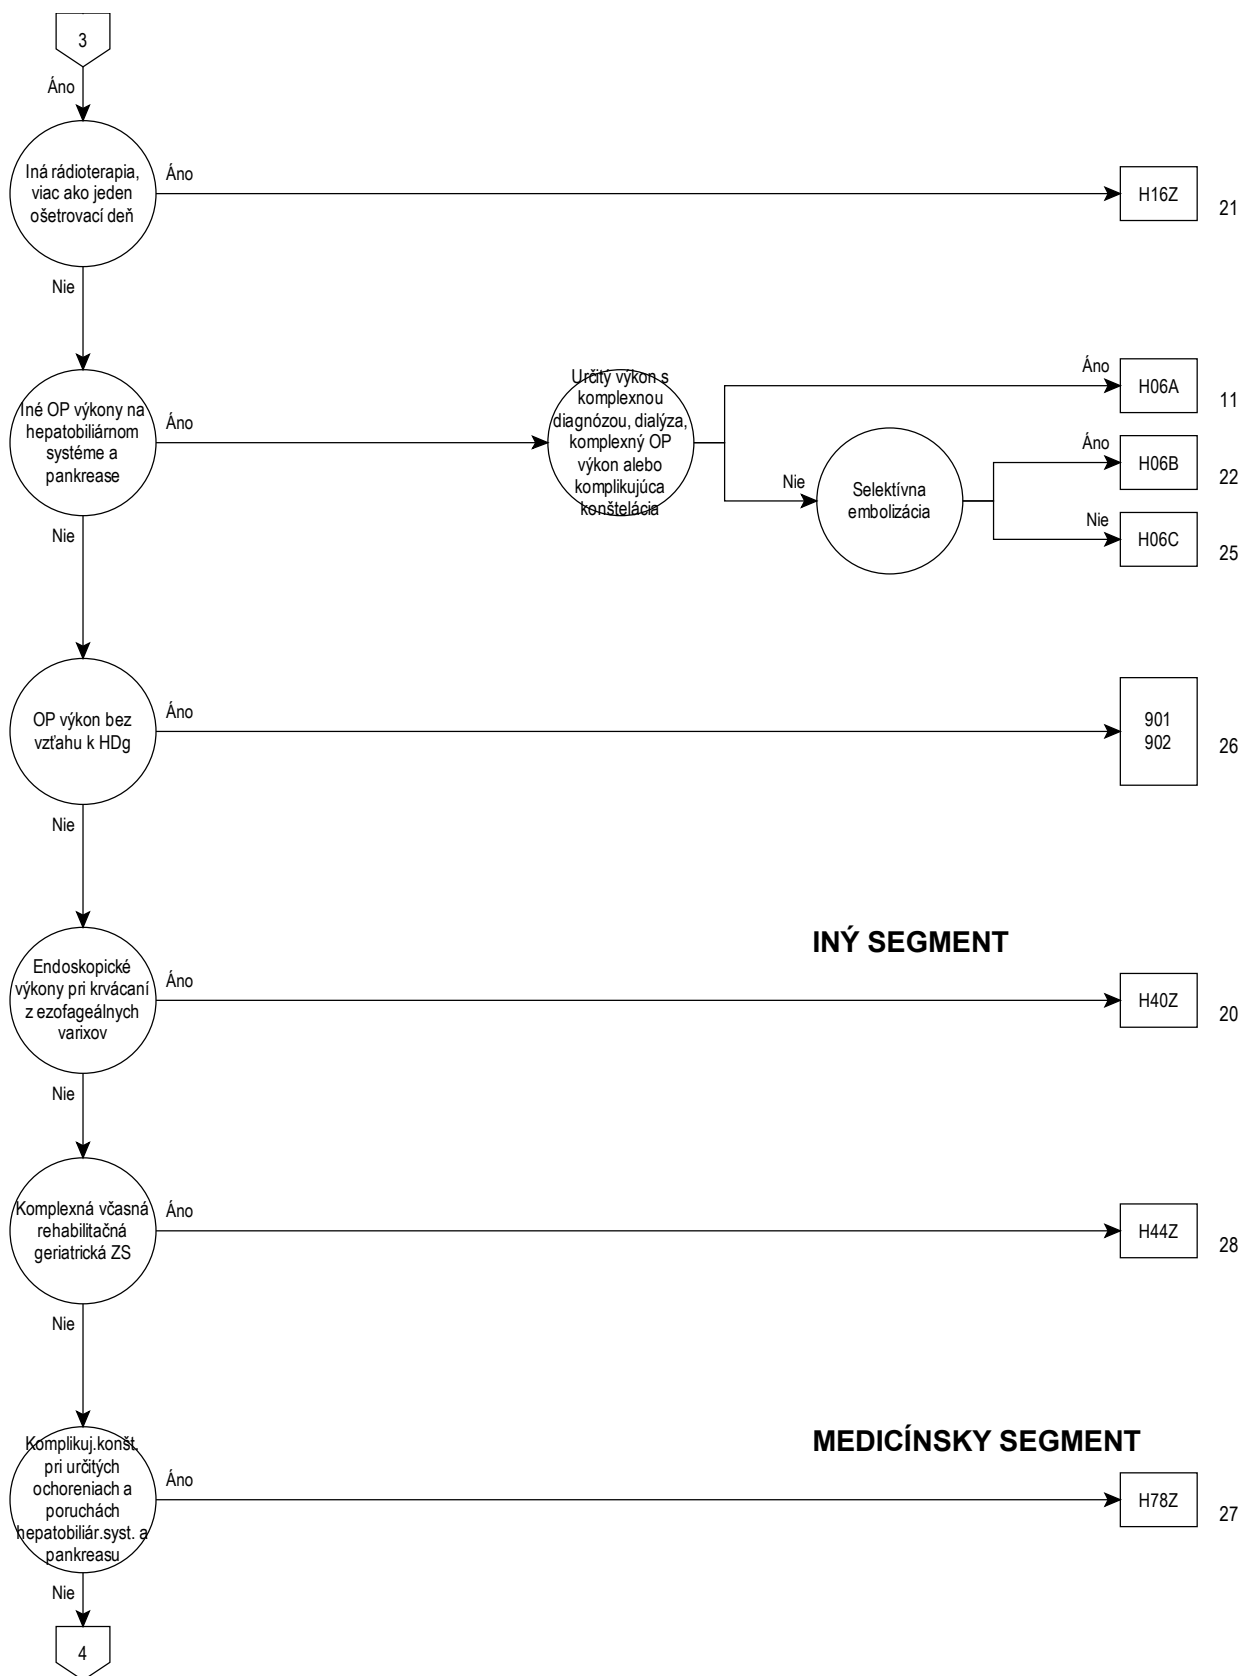 3
Áno
Iná rádioterapia,
viac ako jeden
ošetrovací deň
Áno
H16Z
21
Nie
Iné OP výkony na
hepatobiliárnom
systéme a
pankrease
Áno
Určitý výkon s
komplexnou
diagnózou, dialýza,
komplexný OP
výkon alebo
komplikujúca
konštelácia
Áno
H06A
11
Nie
Selektívna
embolizácia
Áno
H06B
22
Nie
H06C
25
Nie
OP výkon bez
vzťahu k HDg
Áno
901
902
26
Nie
INÝ SEGMENT
Endoskopické
výkony pri krvácaní
z ezofageálnych
varixov
Áno
H40Z
20
Nie
Komplexná včasná
rehabilitačná
geriatrická ZS
Áno
H44Z
28
Nie
MEDICÍNSKY SEGMENT
Komplikuj.konšt.
pri určitých
ochoreniach a
poruchách
hepatobiliár.syst. a
pankreasu
Áno
H78Z
27
Nie
4